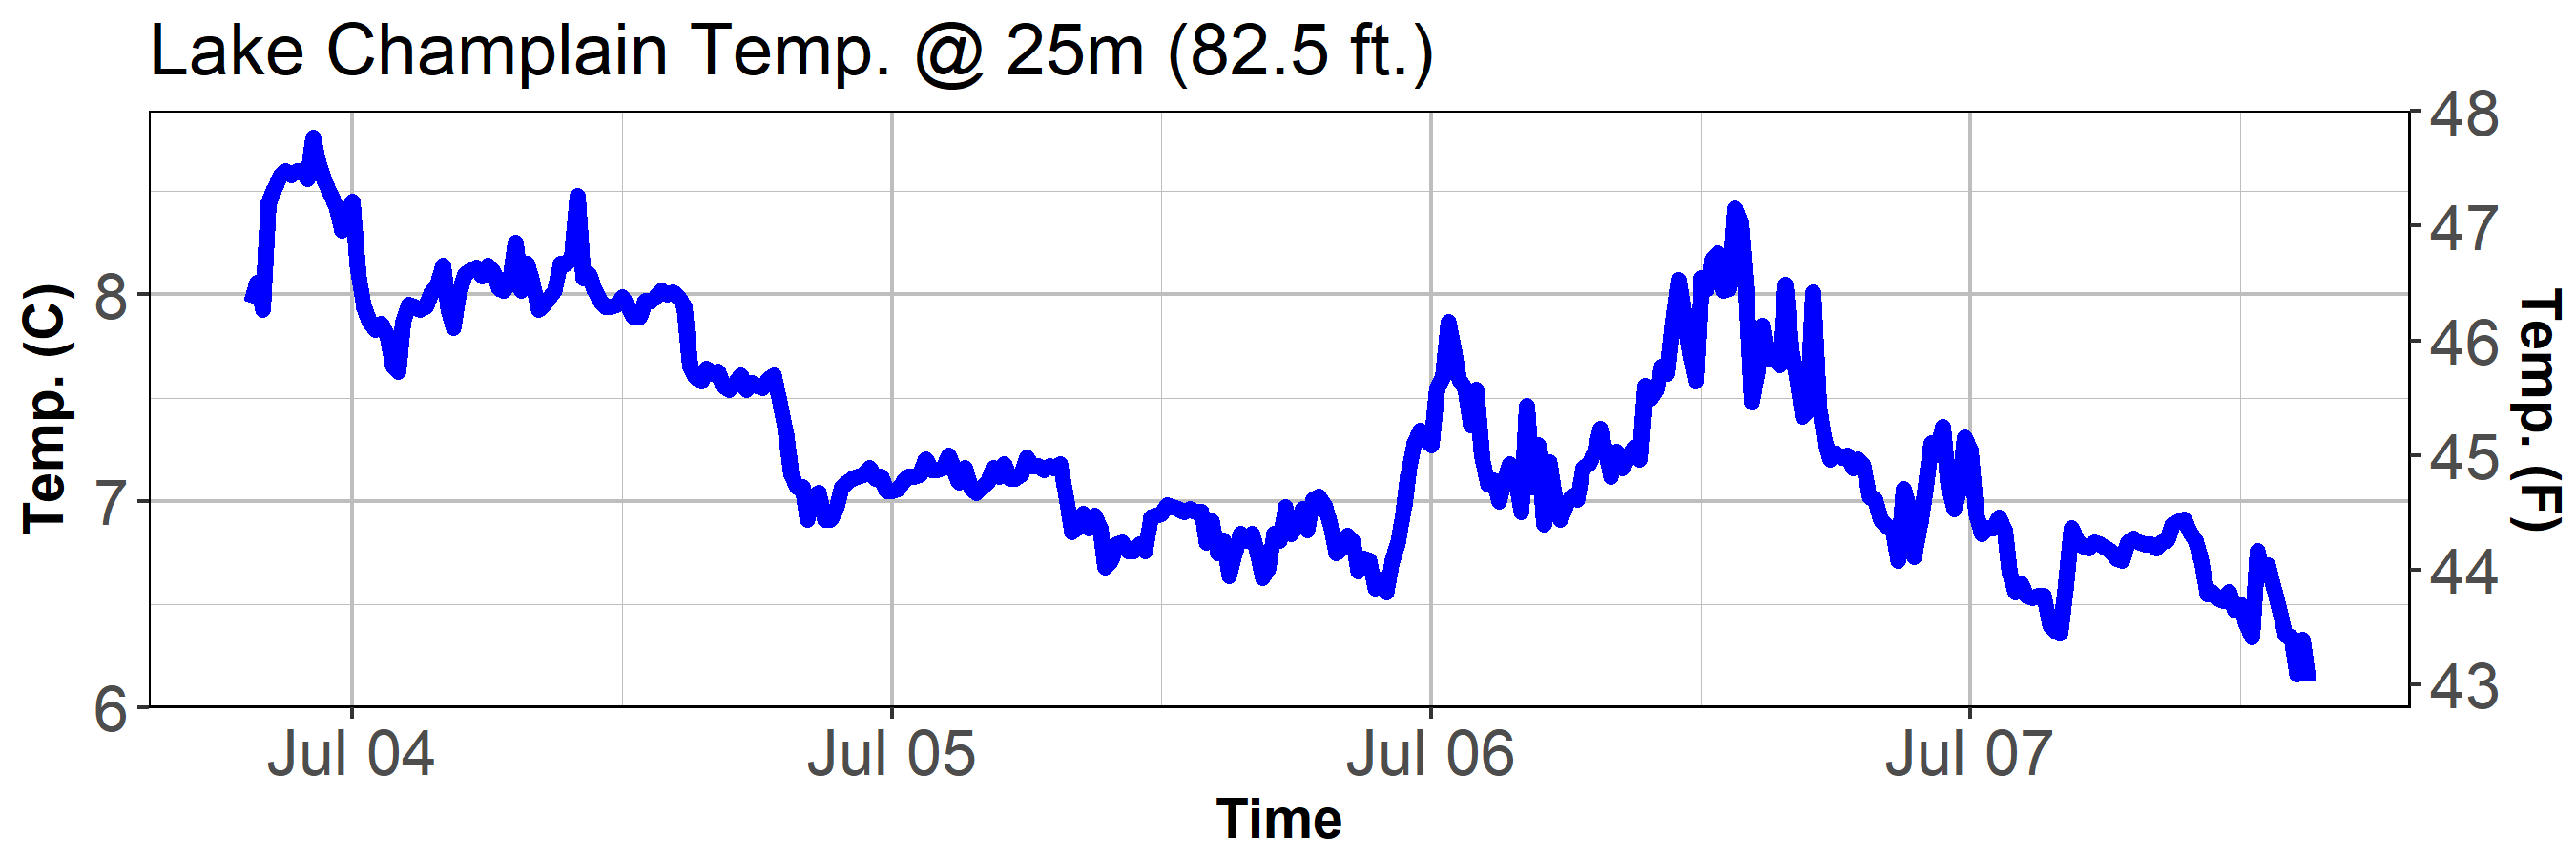 Lake Champlain Temp. @ 25m (82.5 ft.)
Temp. (C)
8
7
6
48
47
46
45
44
43
Temp. (F)
Jul 04 Jul 05 Jul 06 Jul 07
Time